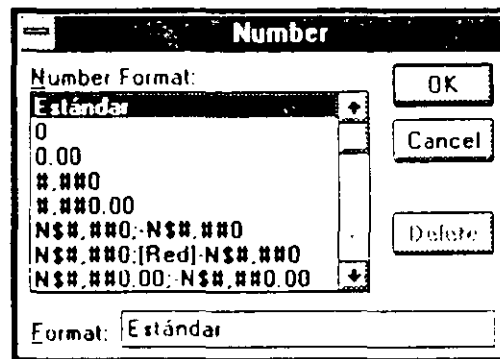 Number
Number Format:
OK
Estándar
0
Cancel
0.00
#,##0
#,##0.00
N$#,##0;-N$#,##0
Delete
N$#,##0;[Red]-N$#,##0
N$#,##0.00;-N$#,##0.00
Format: Estándar